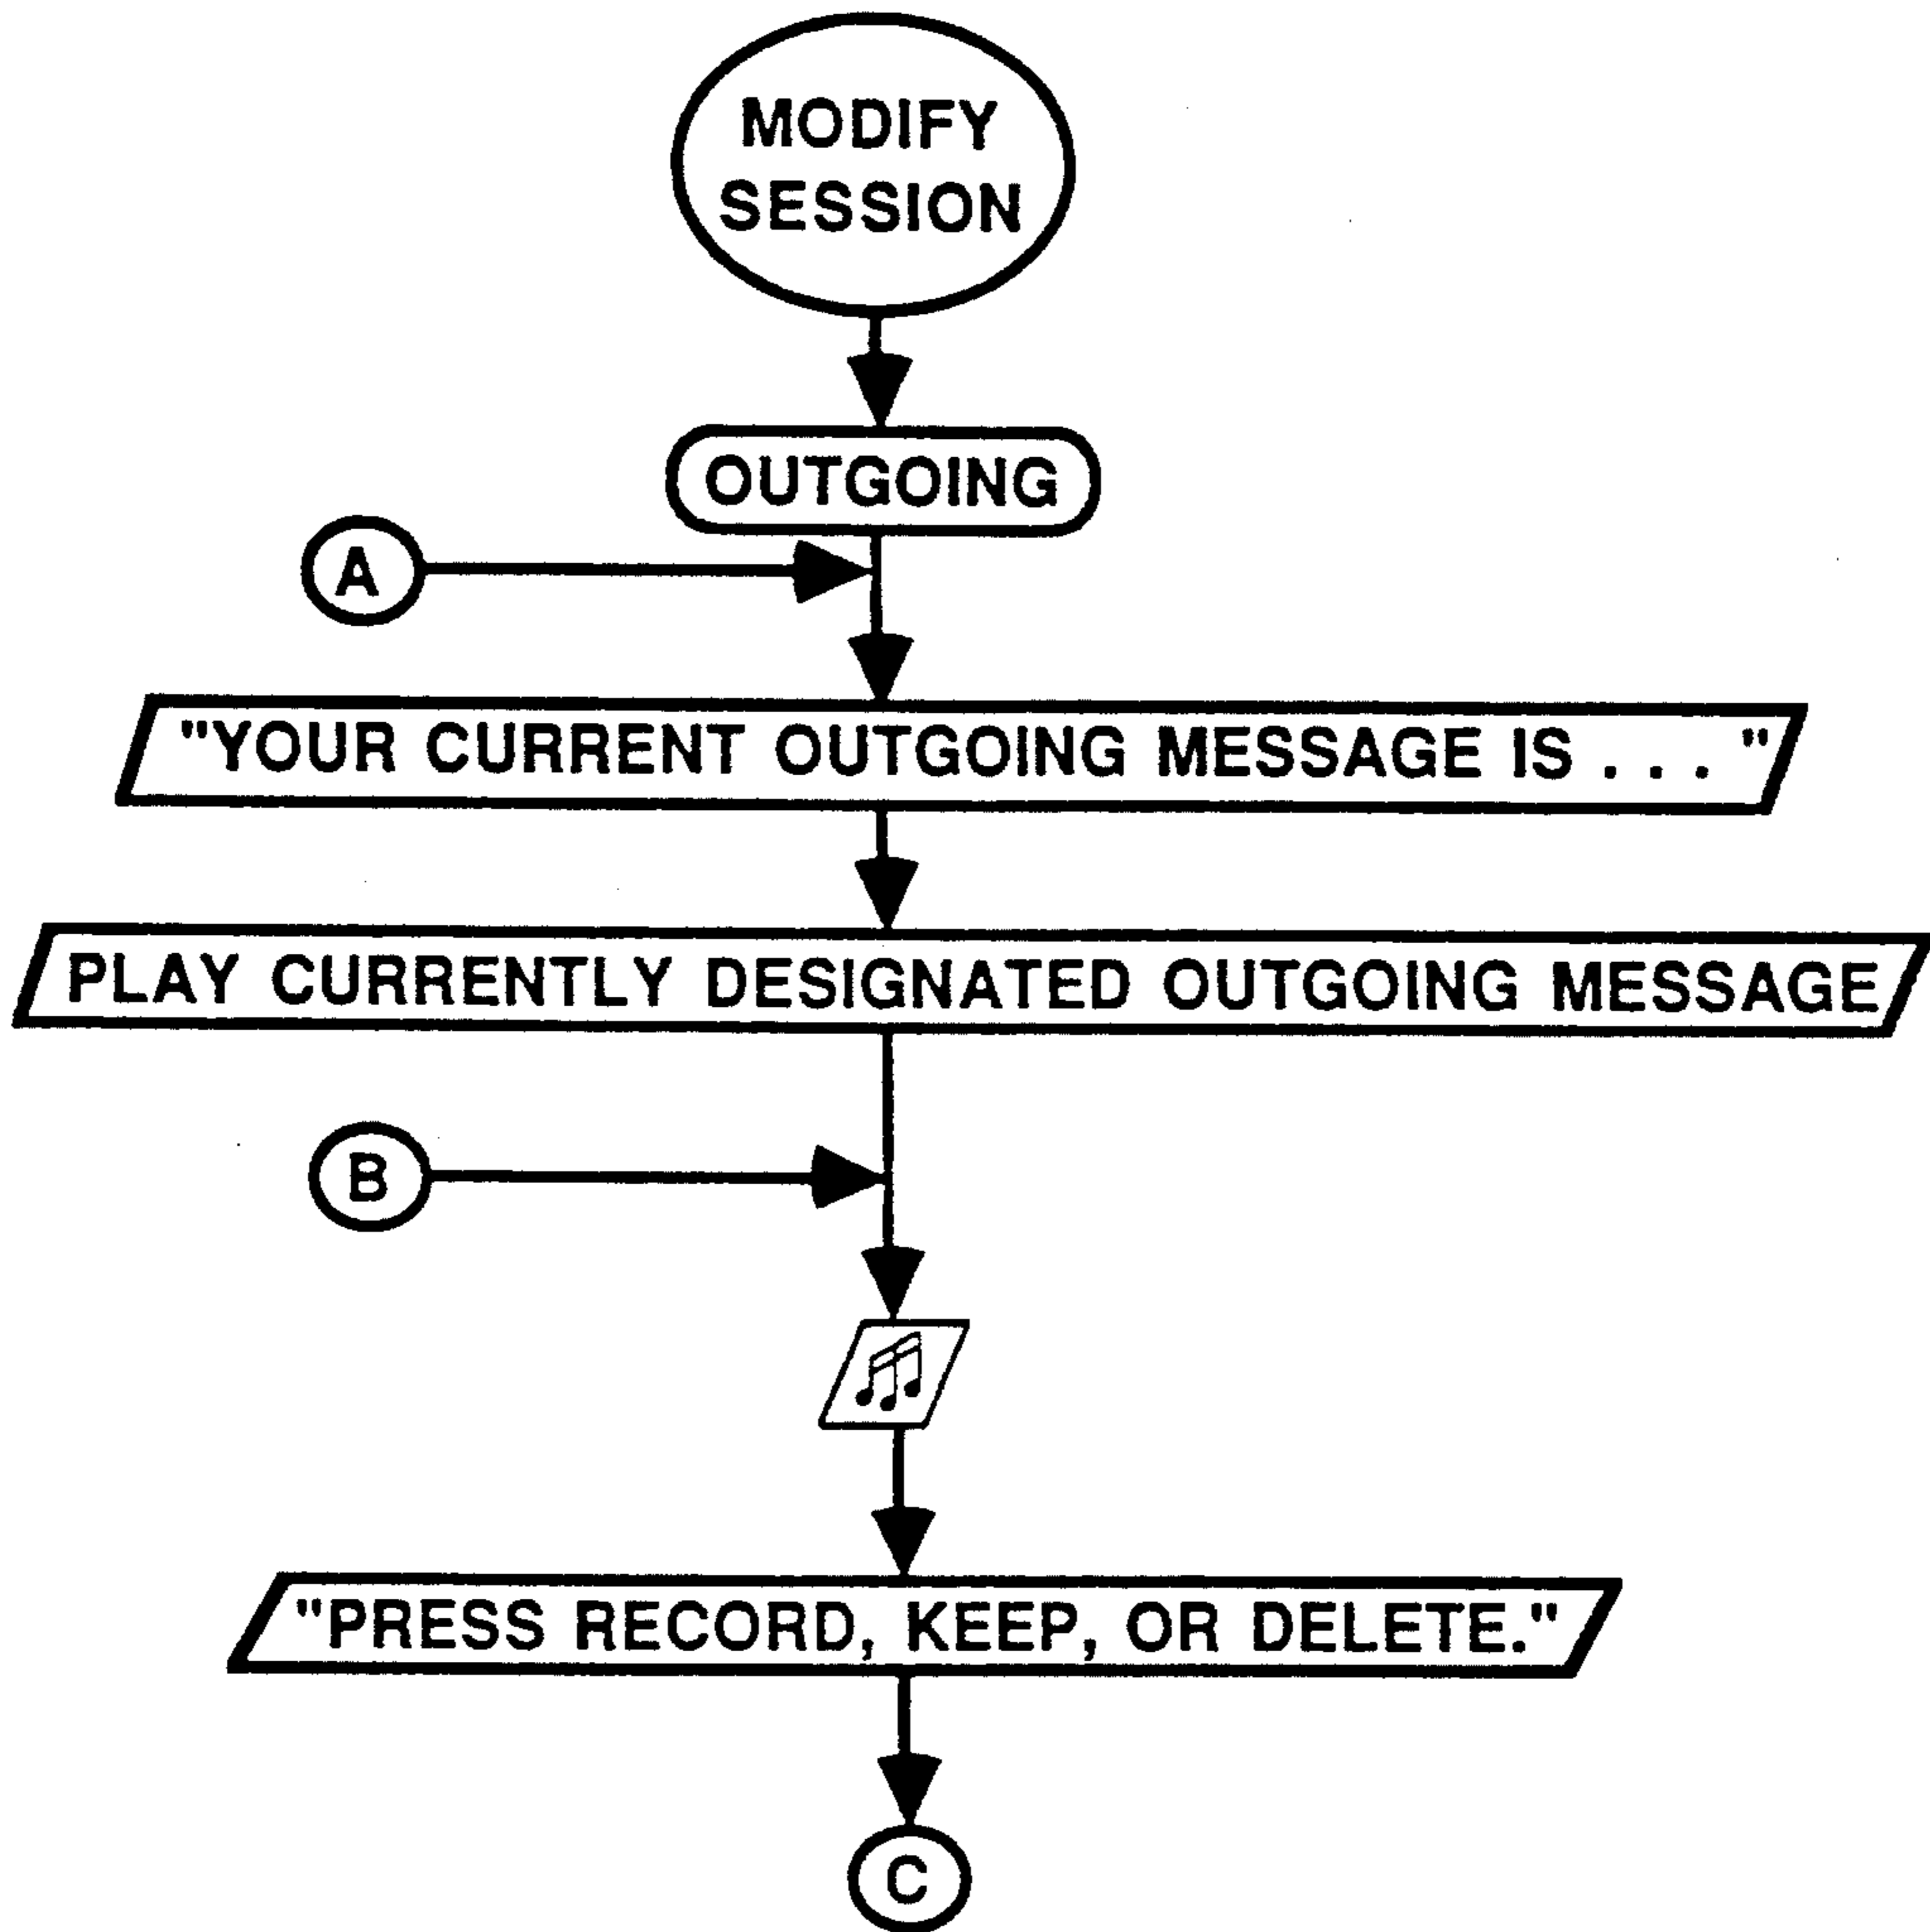 MODIFY
SESSION
OUTGOING
A
"YOUR CURRENT OUTGOING MESSAGE IS . . . "
PLAY CURRENTLY DESIGNATED OUTGOING MESSAGE
B
"PRESS RECORD, KEEP, OR DELETE."
C